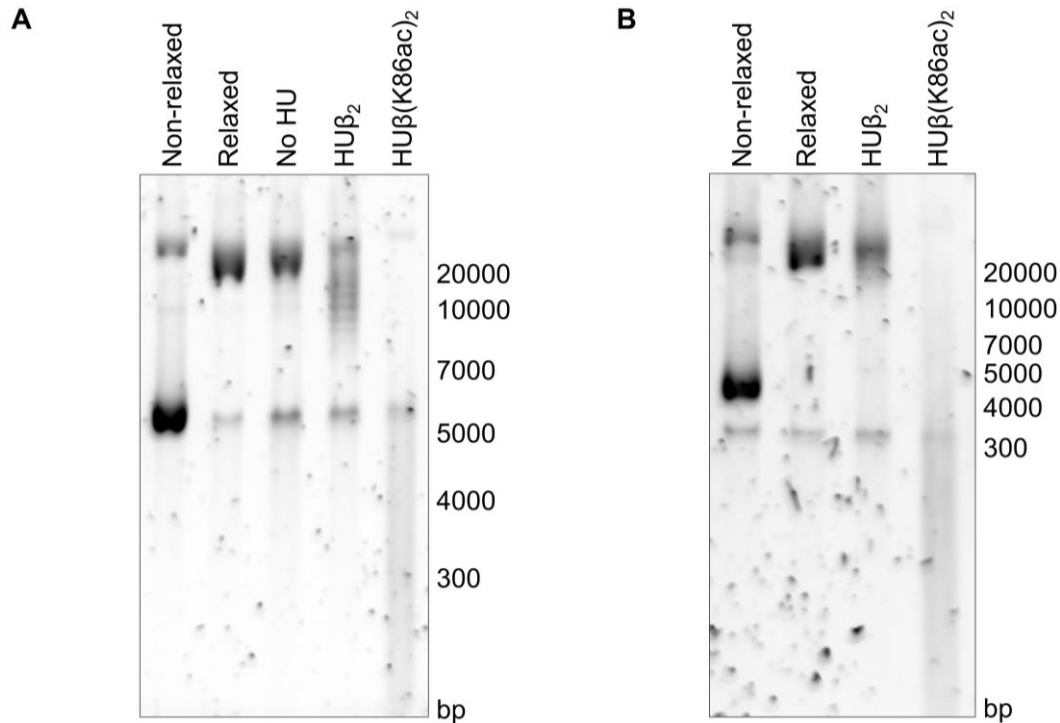 A
Non-relaxed
Relaxed
No HU
HUβ₂
HUβ(K86ac)₂
20000
10000
7000
5000
4000
300
bp
B
Non-relaxed
Relaxed
HUβ₂
HUβ(K86ac)₂
20000
10000
7000
5000
4000
300
bp